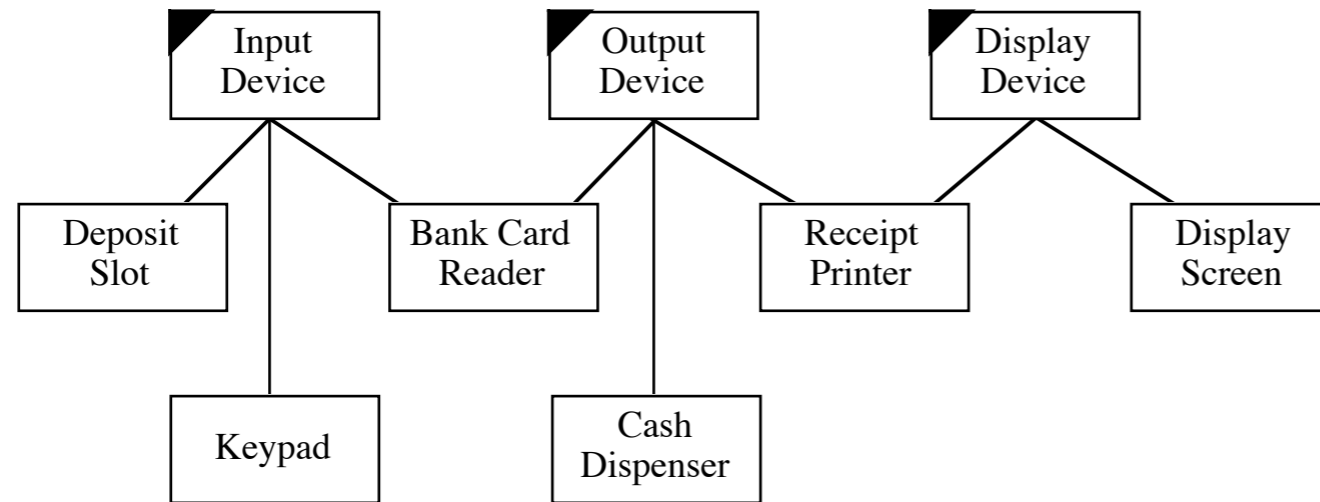 Input
Device
Output
Device
Display
Device
Deposit
Slot
Bank Card
Reader
Receipt
Printer
Display
Screen
Keypad
Cash
Dispenser